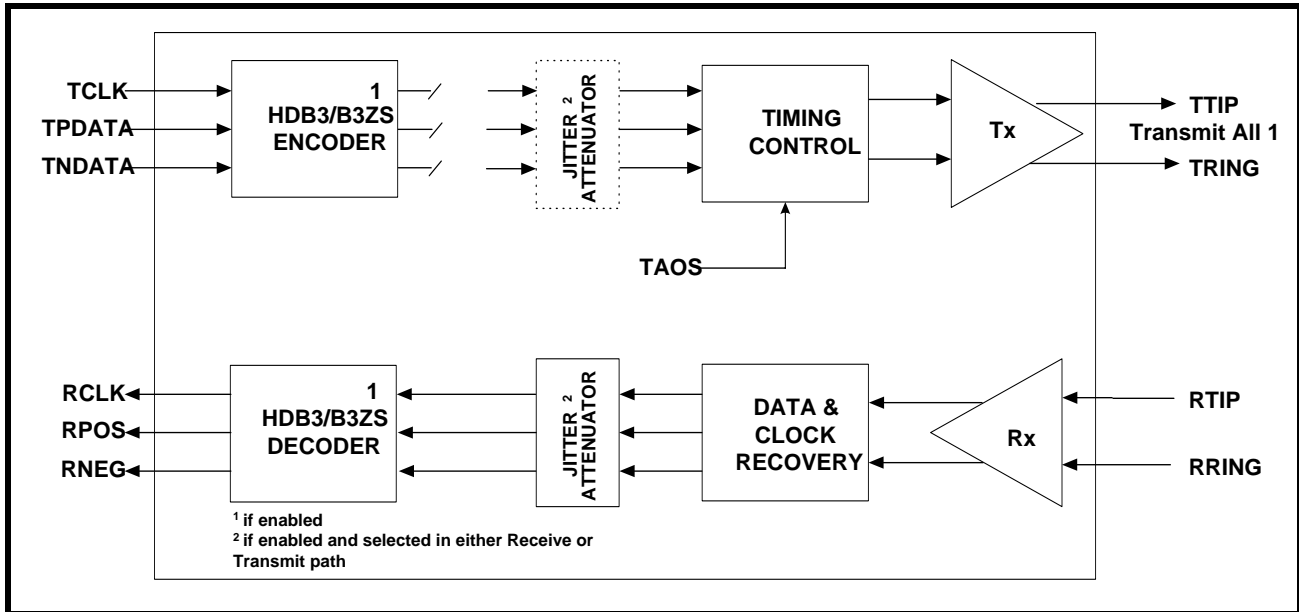 TCLK
TPDATA
TNDATA
1
HDB3/B3ZS
ENCODER
JITTER 2
ATTENUATOR
TIMING
CONTROL
Tx
TTIP
Transmit All 1
TRING
TAOS
RCLK
RPOS
RNEG
1
HDB3/B3ZS
DECODER
JITTER 2
ATTENUATOR
DATA &
CLOCK
RECOVERY
Rx
RTIP
RRING
1 if enabled
2 if enabled and selected in either Receive or
Transmit path